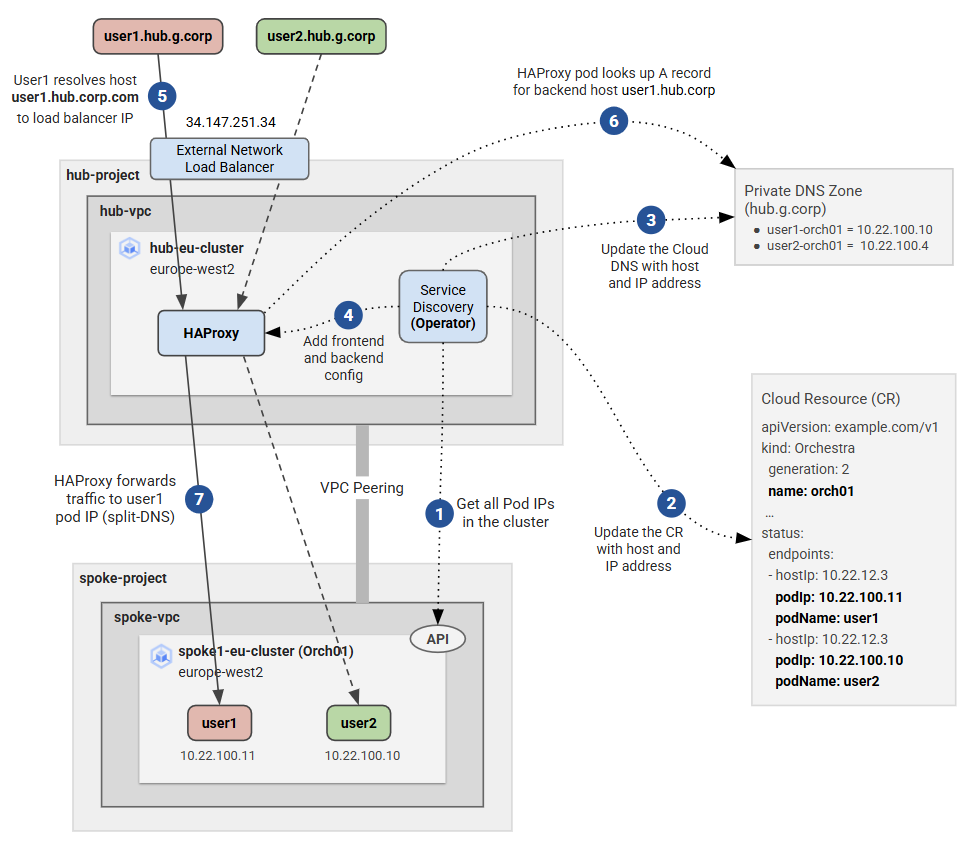 user1.hub.g.corp
user2.hub.g.corp
User1 resolves host
user1.hub.corp.com
to load balancer IP
5
34.147.251.34
External Network
Load Balancer
HAProxy pod looks up A record
for backend host user1.hub.corp
6
hub-project
hub-vpc
hub-eu-cluster
europe-west2
Private DNS Zone
(hub.g.corp)
● user1-orch01 = 10.22.100.10
● user2-orch01 = 10.22.100.4
3
Update the Cloud
DNS with host
and IP address
Service
Discovery
(Operator)
HAProxy
4
Add frontend
and backend
config
Cloud Resource (CR)
apiVersion: example.com/v1
kind: Orchestra
generation: 2
name: orch01
...
status:
endpoints:
- hostIp: 10.22.12.3
podIp: 10.22.100.11
podName: user1
- hostIp: 10.22.12.3
podIp: 10.22.100.10
podName: user2
HAProxy forwards
traffic to user1
pod IP (split-DNS)
7
VPC Peering
1
Get all Pod IPs
in the cluster
2
Update the CR
with host and
IP address
spoke-project
spoke-vpc
API
spoke1-eu-cluster (Orch01)
europe-west2
user1
10.22.100.11
user2
10.22.100.10